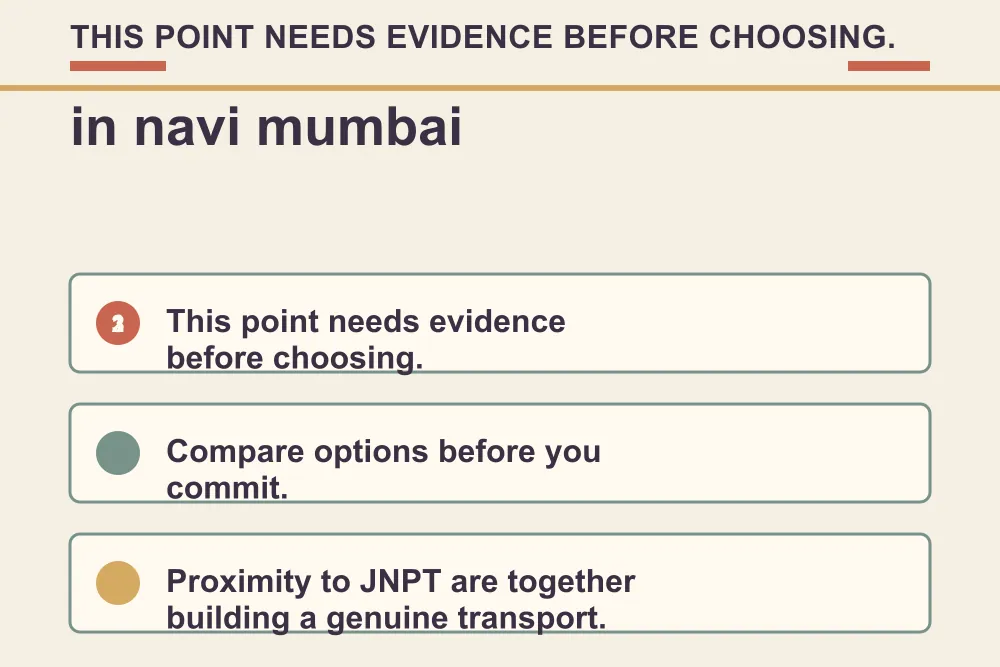 THIS POINT NEEDS EVIDENCE BEFORE CHOOSING.
in navi mumbai
This point needs evidence
before choosing.
Compare options before you
commit.
Proximity to JNPT are together
building a genuine transport.